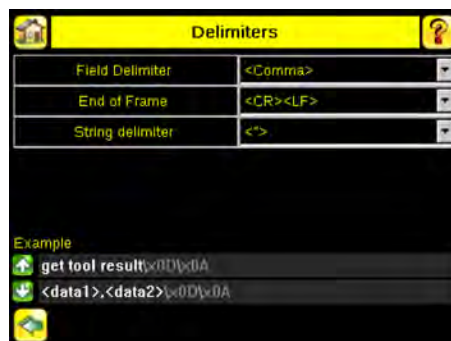 Delimiters
Field Delimiter <Comma>
End of Frame <CR><LF>
String delimiter <">
Example
get tool result\x0D\x0A
<data1>,<data2>\x0D\x0A